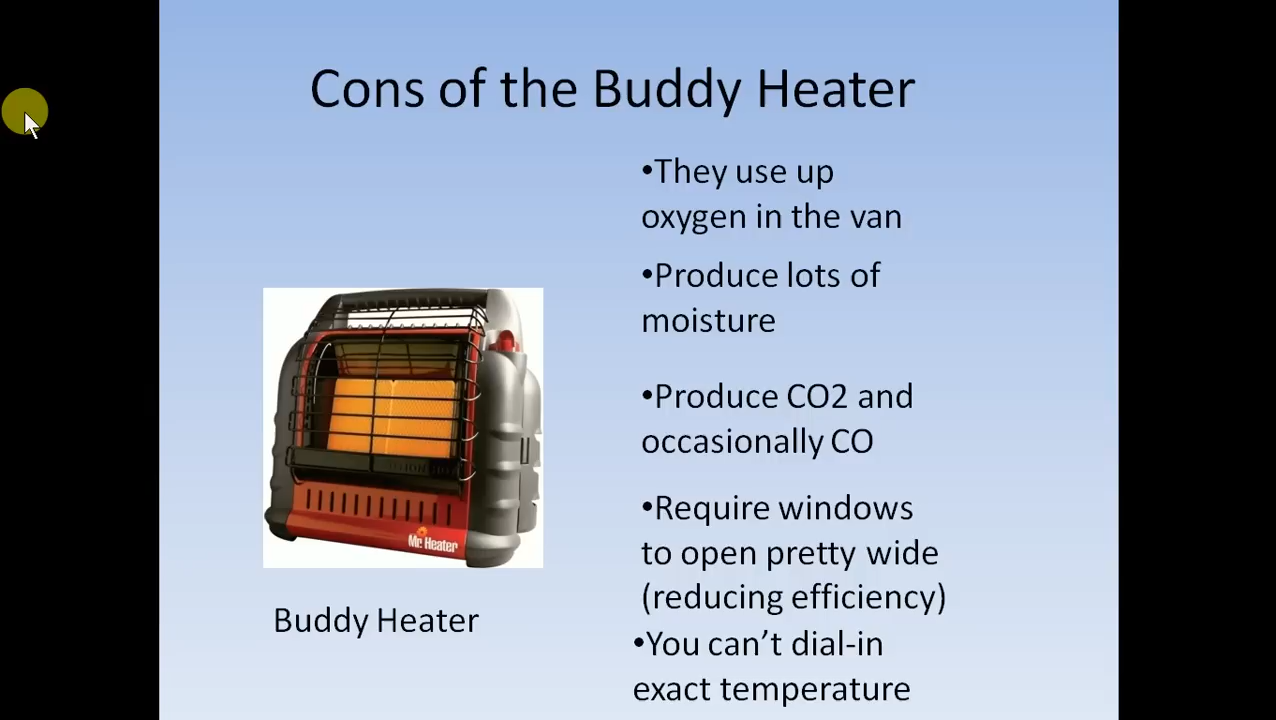 Cons of the Buddy Heater
•They use up
oxygen in the van
•Produce lots of
moisture
•Produce CO2 and
occasionally CO
•Require windows
to open pretty wide
(reducing efficiency)
•You can’t dial-in
exact temperature
Mr. Heater
Buddy Heater